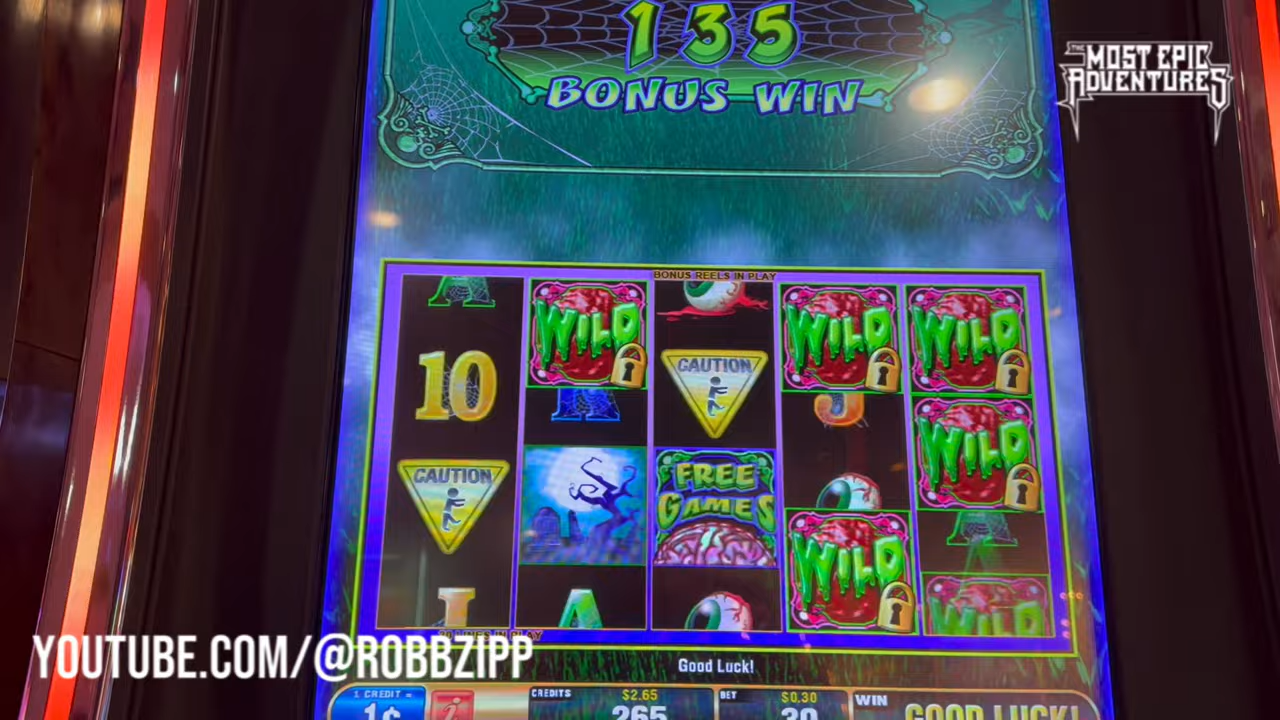 135
BONUS WIN
THE
MOST EPIC
ADVENTURES
BONUS REELS IN PLAY
A
WILD
WILD
WILD
10
CAUTION
A
J
WILD
CAUTION
FREE
GAMES
WILD
A
WILD
A
YOUTUBE.COM/@ROBBZIPP
Good Luck!
1 CREDIT =
1¢
i
CREDITS
$2.65
265
BET
$0.30
30
WIN
GOOD LUCK!